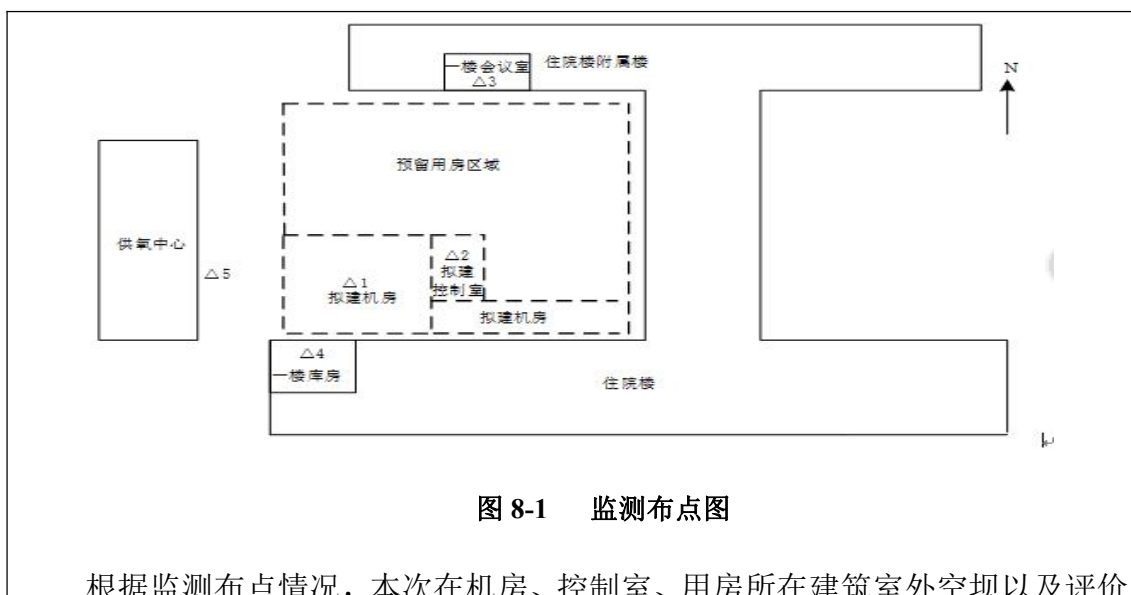 一楼会议室
△3
住院楼附属楼
N
预留用房区域
供氧中心
△5
△1
拟建机房
△2
拟建
控制室
拟建机房
△4
一楼库房
住院楼
图 8-1 监测布点图
根据监测布点情况，本次在机房、控制室、用房所在建筑室外空坝以及评价